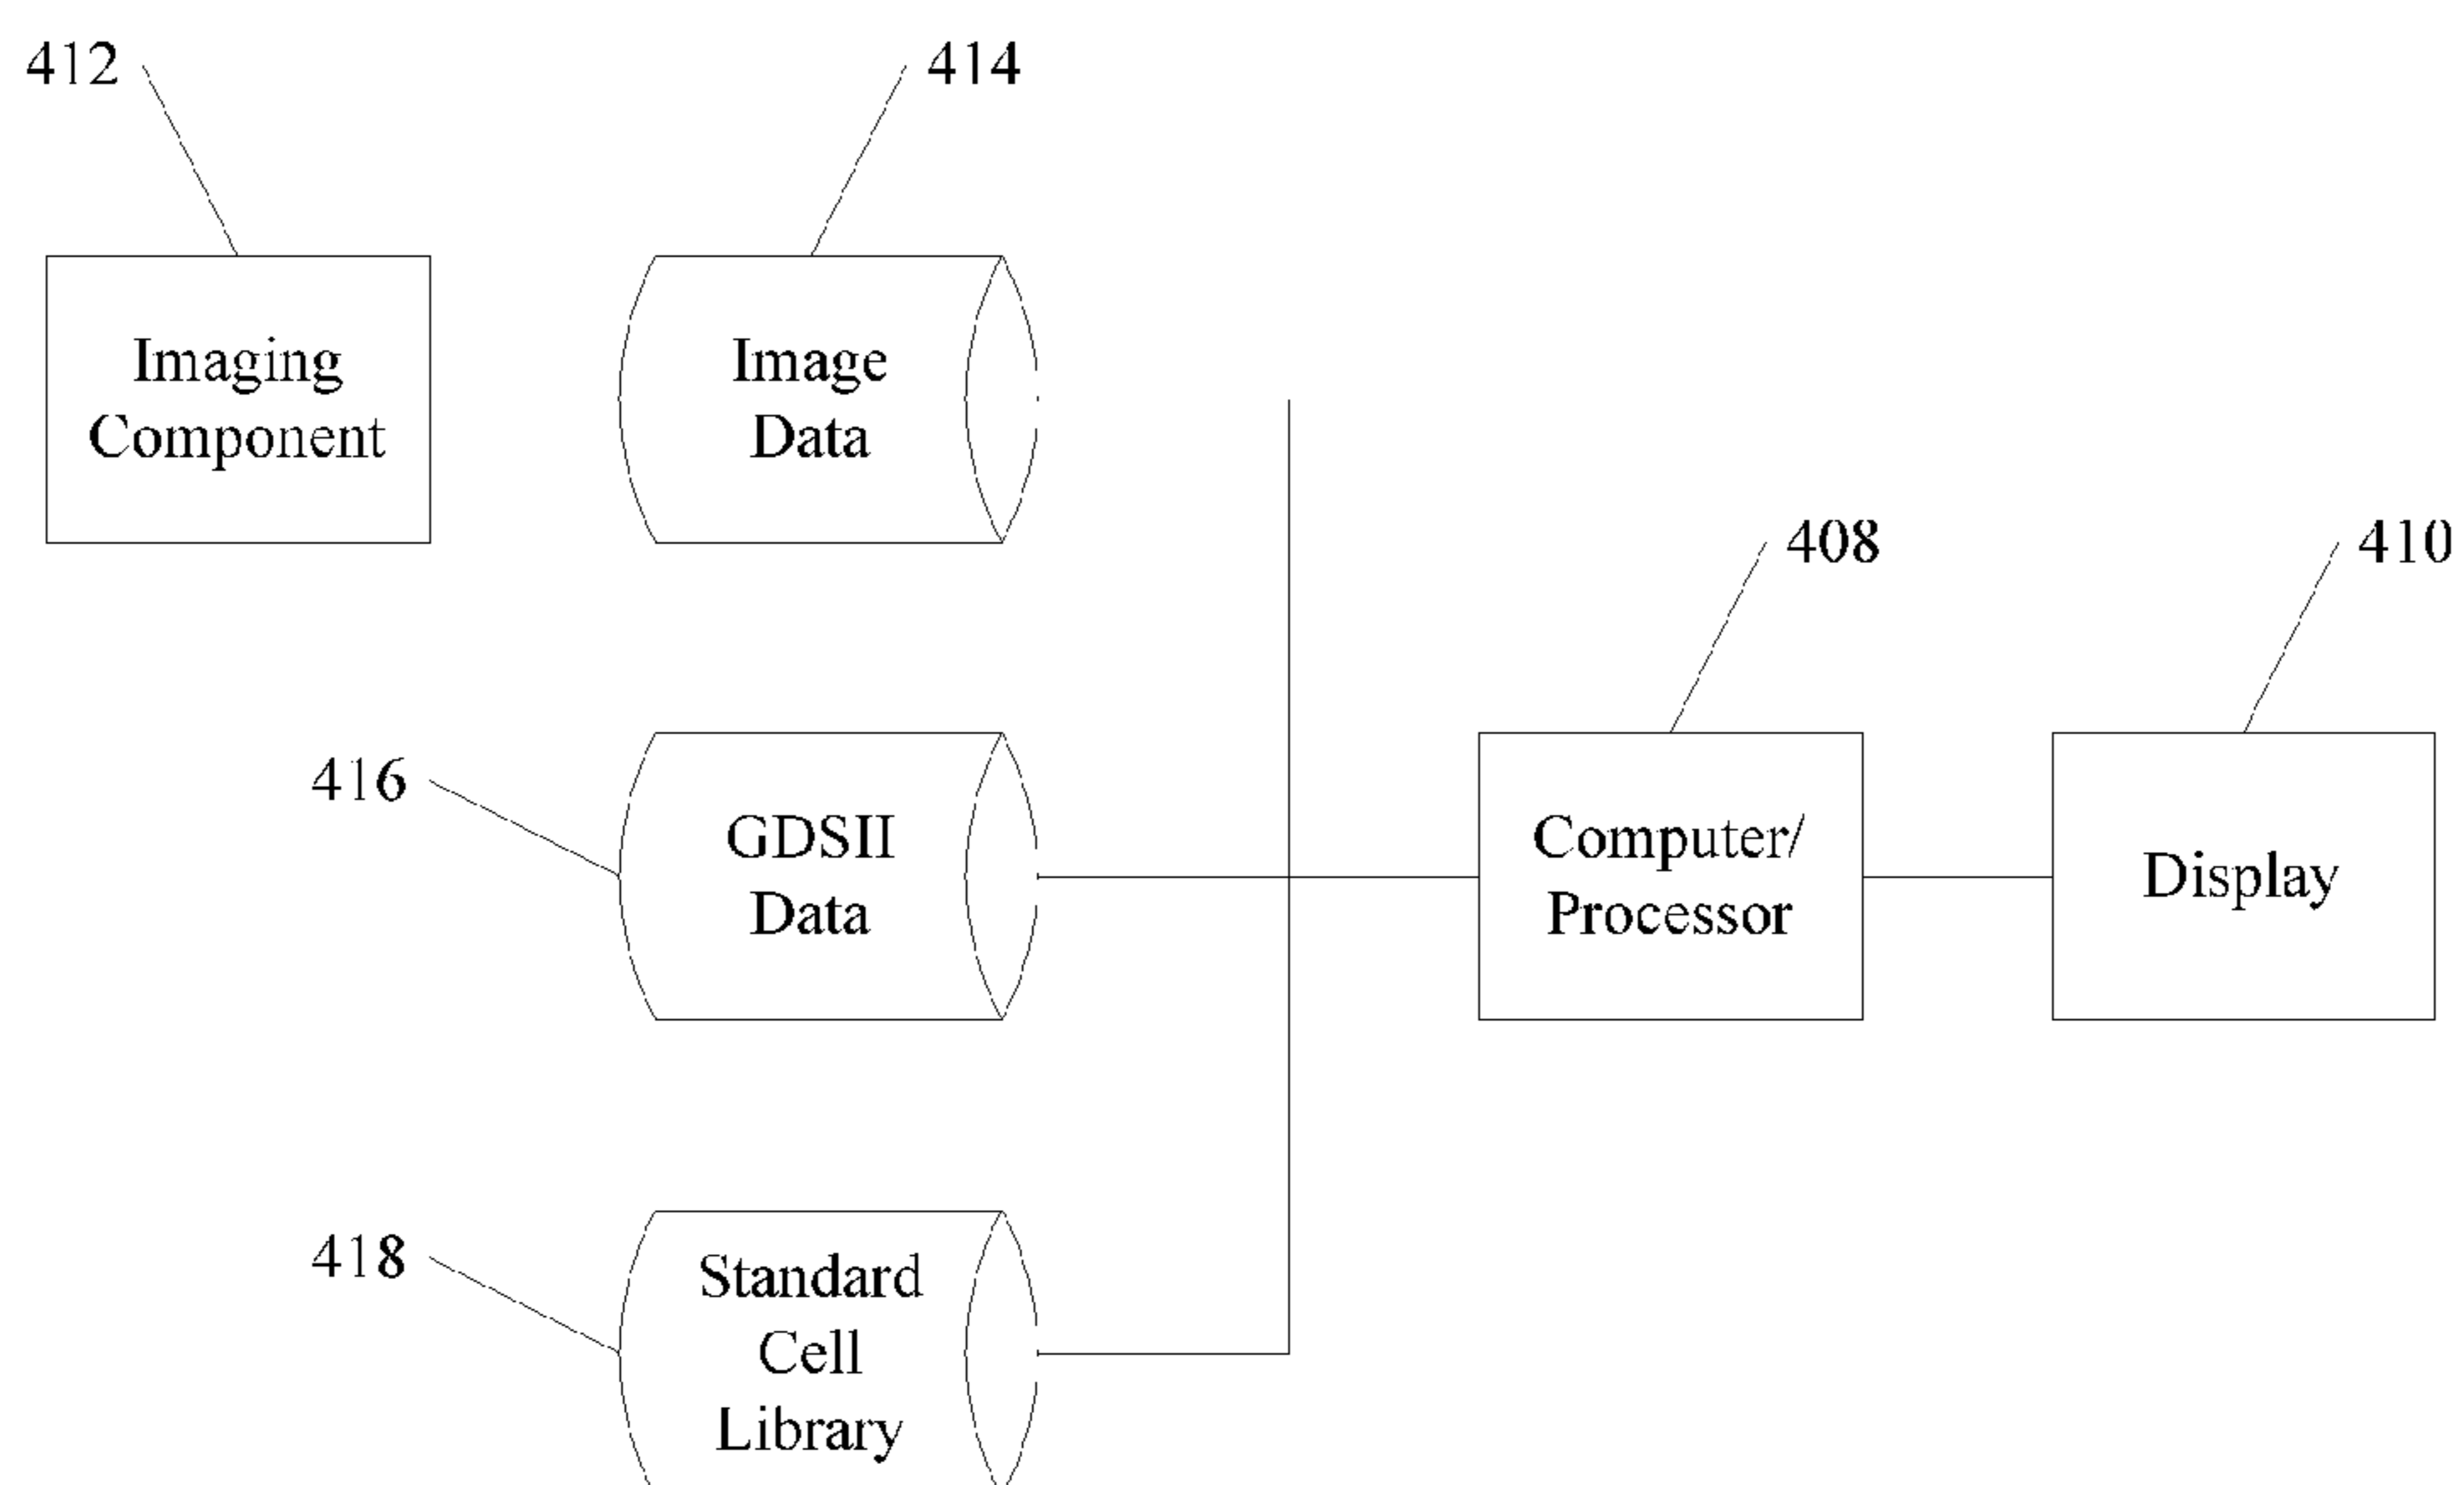 412
414
Imaging
Component
Image
Data
408
410
416
GDSII
Data
Computer/
Processor
Display
418
Standard
Cell
Library